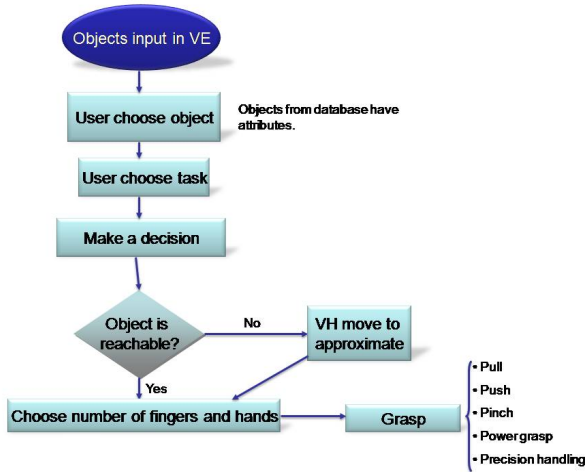 Objects input in VE
User choose object
Objects from database have
attributes.
User choose task
Make a decision
Object is
reachable?
No
VH move to
approximate
Yes
Choose number of fingers and hands
Grasp
• Pull
• Push
• Pinch
• Power grasp
• Precision handling